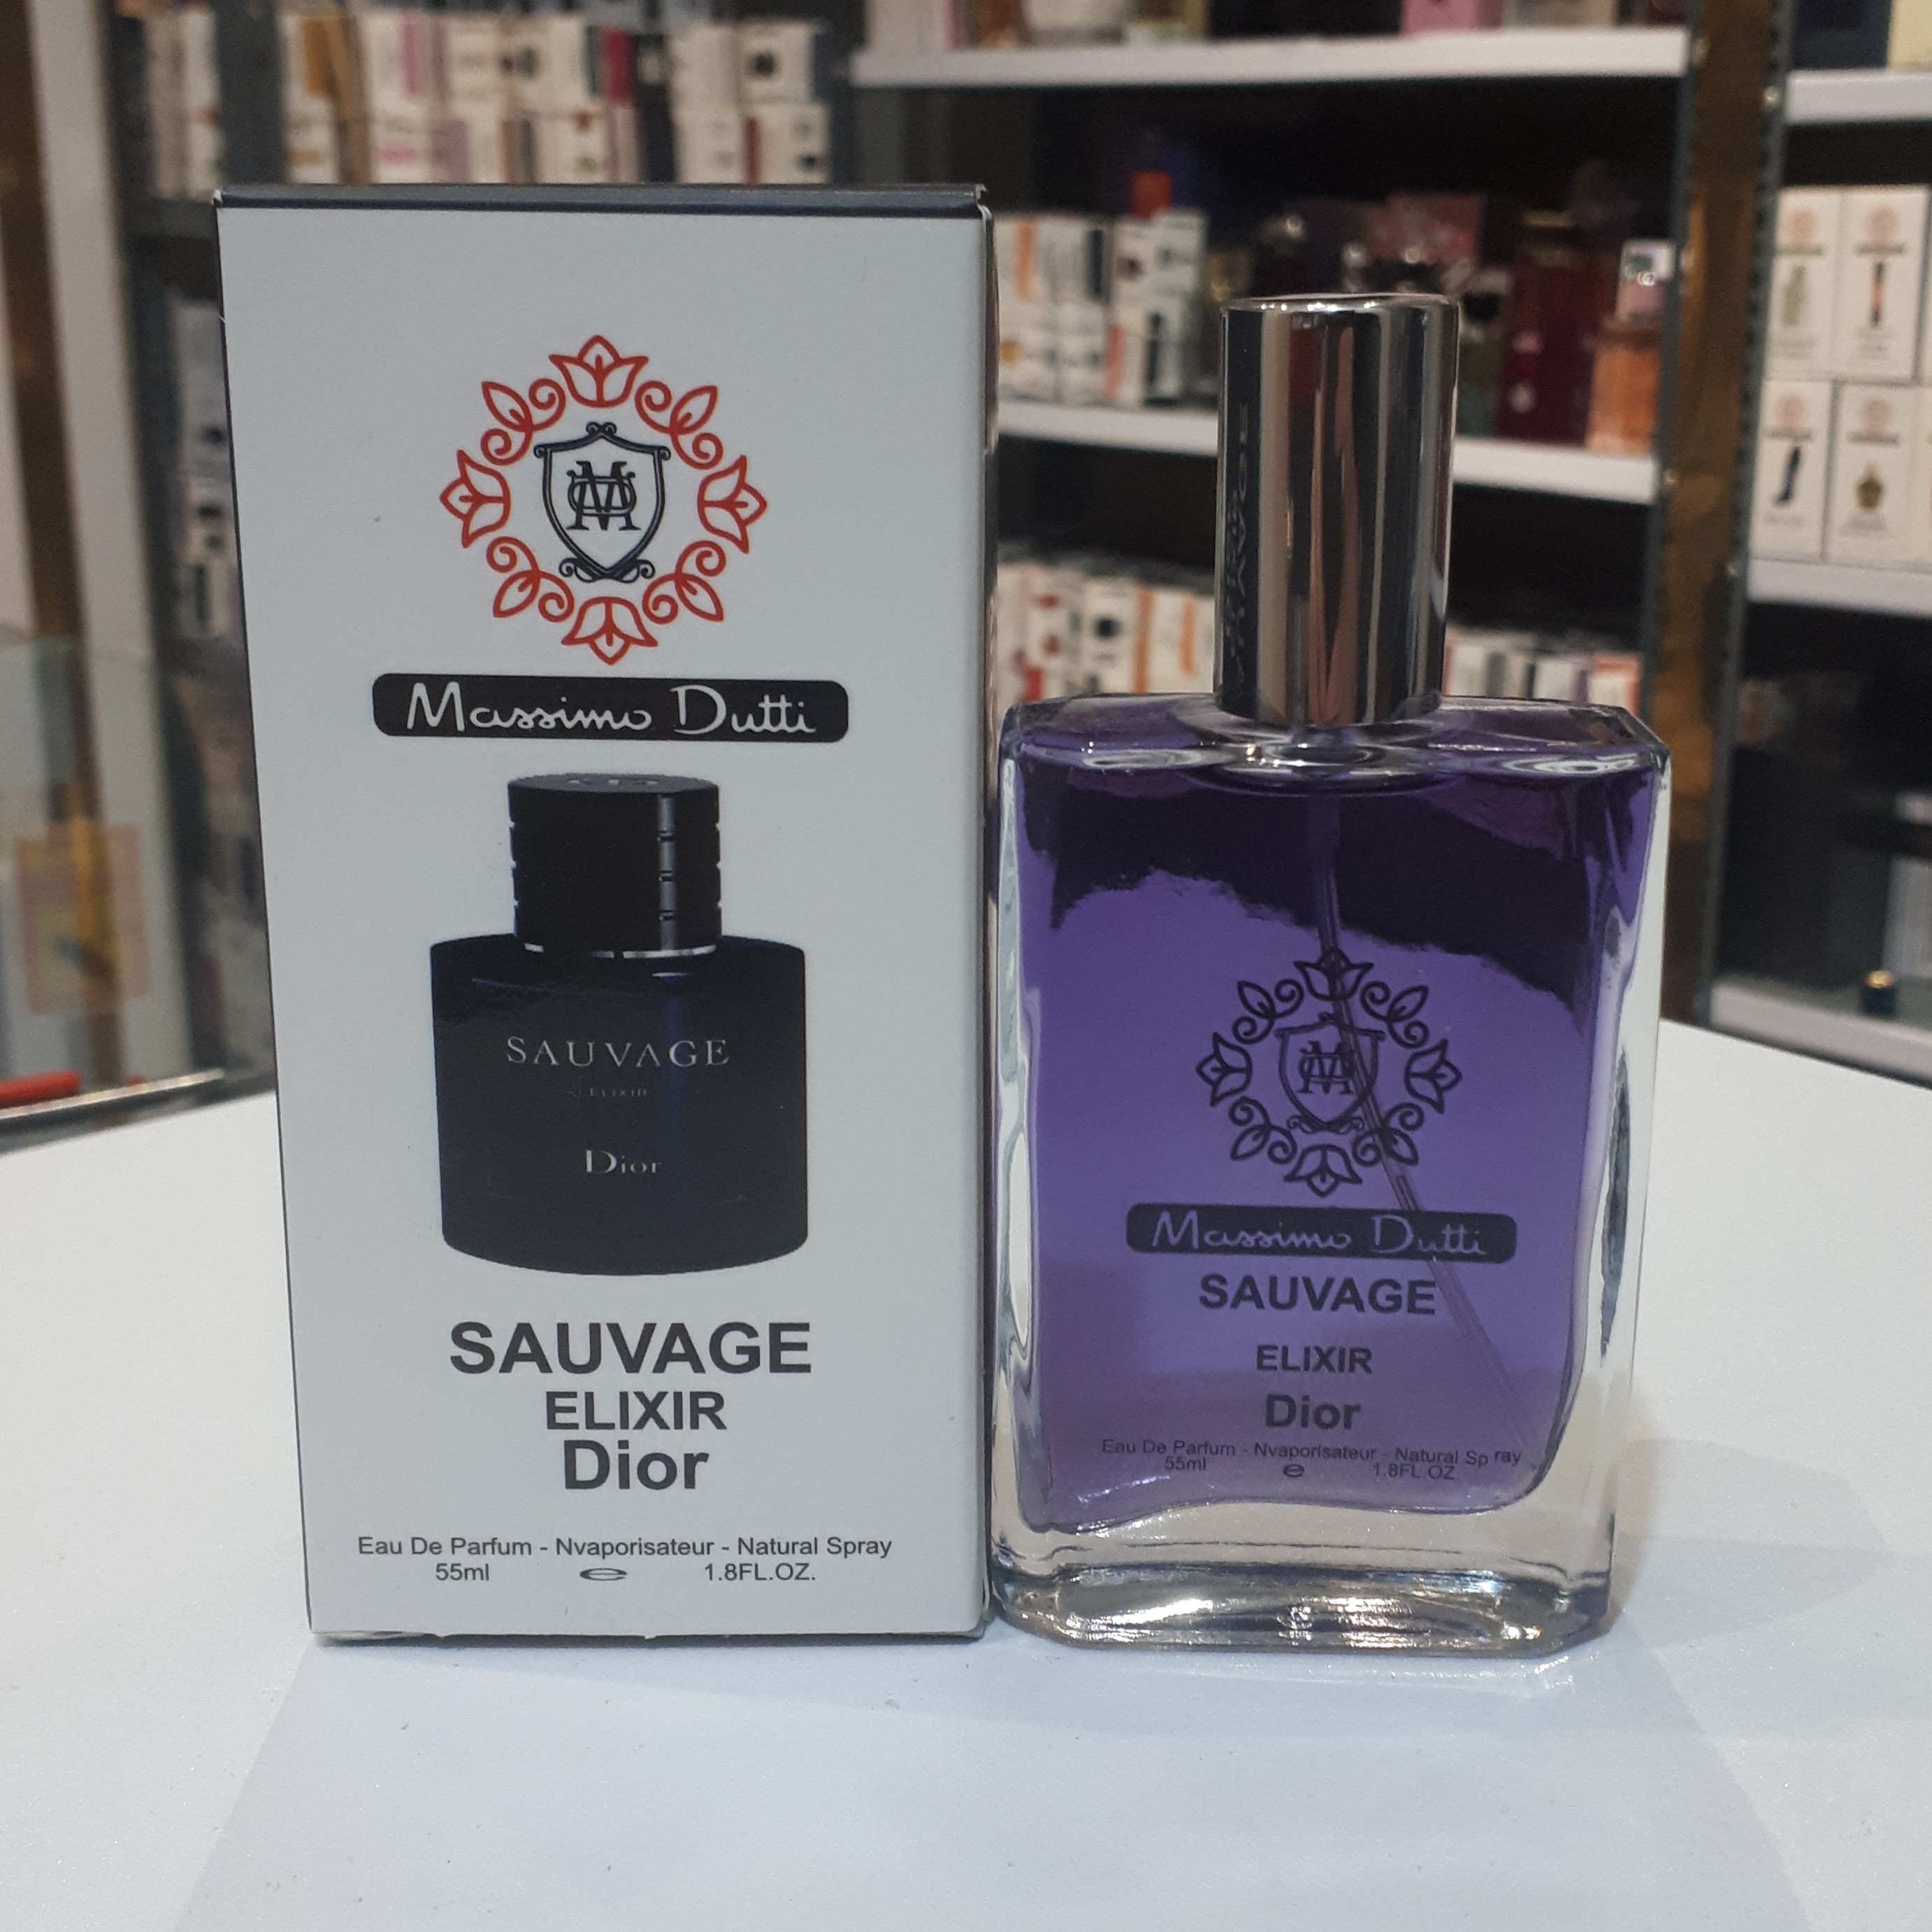 M
Massimo Dutti
SAUVAGE
ELIXIR
Dior
SAUVAGE
ELIXIR
Dior
Eau De Parfum - Nvaporisateur - Natural Spray
55ml e 1.8FL.OZ.
SAUVAGE
M
Massimo Dutti
SAUVAGE
ELIXIR
Dior
Eau De Parfum - Nvaporisateur - Natural Sp ray
55ml e 1.8FL.OZ.